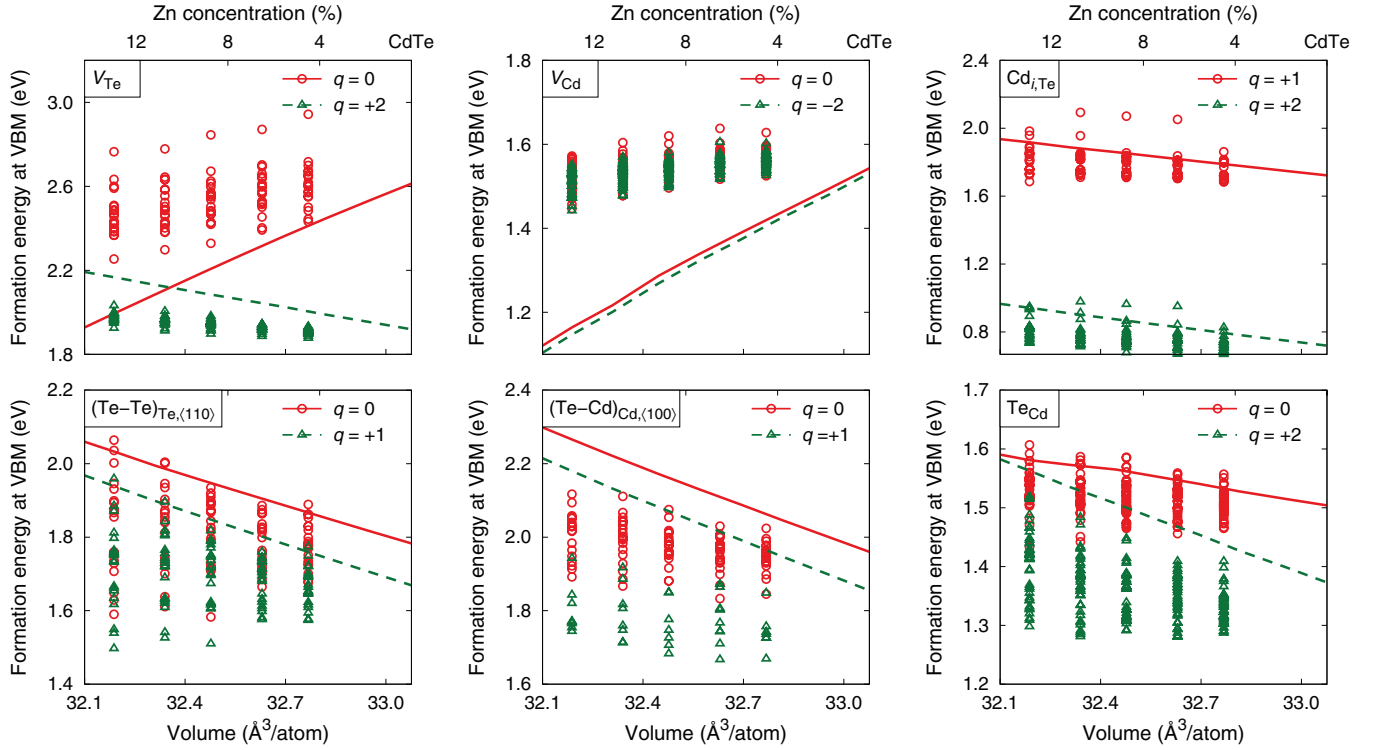 Zn concentration (%)
12 8 4 CdTe
Formation energy at VBM (eV)
3.0
2.6
2.2
1.8
V_Te
q = 0
q = +2
Zn concentration (%)
12 8 4 CdTe
Formation energy at VBM (eV)
1.8
1.6
1.4
1.2
V_Cd
q = 0
q = −2
Zn concentration (%)
12 8 4 CdTe
Formation energy at VBM (eV)
2.4
2.0
1.6
1.2
0.8
Cd_i,Te
q = +1
q = +2
Formation energy at VBM (eV)
2.2
2.0
1.8
1.6
1.4
(Te−Te)_Te,⟨110⟩
q = 0
q = +1
32.1 32.4 32.7 33.0
Volume (Å³/atom)
Formation energy at VBM (eV)
2.4
2.2
2.0
1.8
1.6
(Te−Cd)_Cd,⟨100⟩
q = 0
q =+1
32.1 32.4 32.7 33.0
Volume (Å³/atom)
Formation energy at VBM (eV)
1.7
1.6
1.5
1.4
1.3
1.2
Te_Cd
q = 0
q = +2
32.1 32.4 32.7 33.0
Volume (Å³/atom)